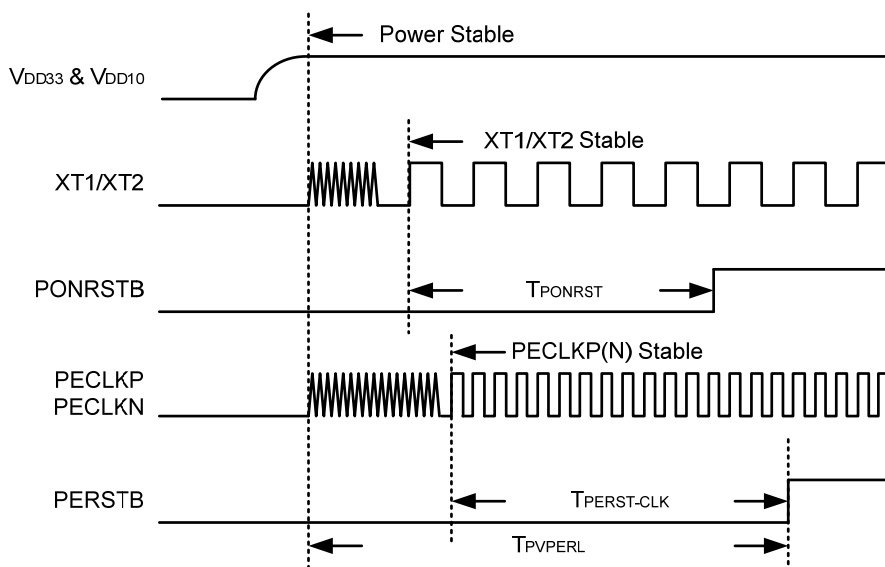 Power Stable
VDD33 & VDD10
XT1/XT2 Stable
XT1/XT2
PONRSTB
TPONRST
PECLKP(N) Stable
PECLKP
PECLKN
PERSTB
TPERST-CLK
TPVPERL